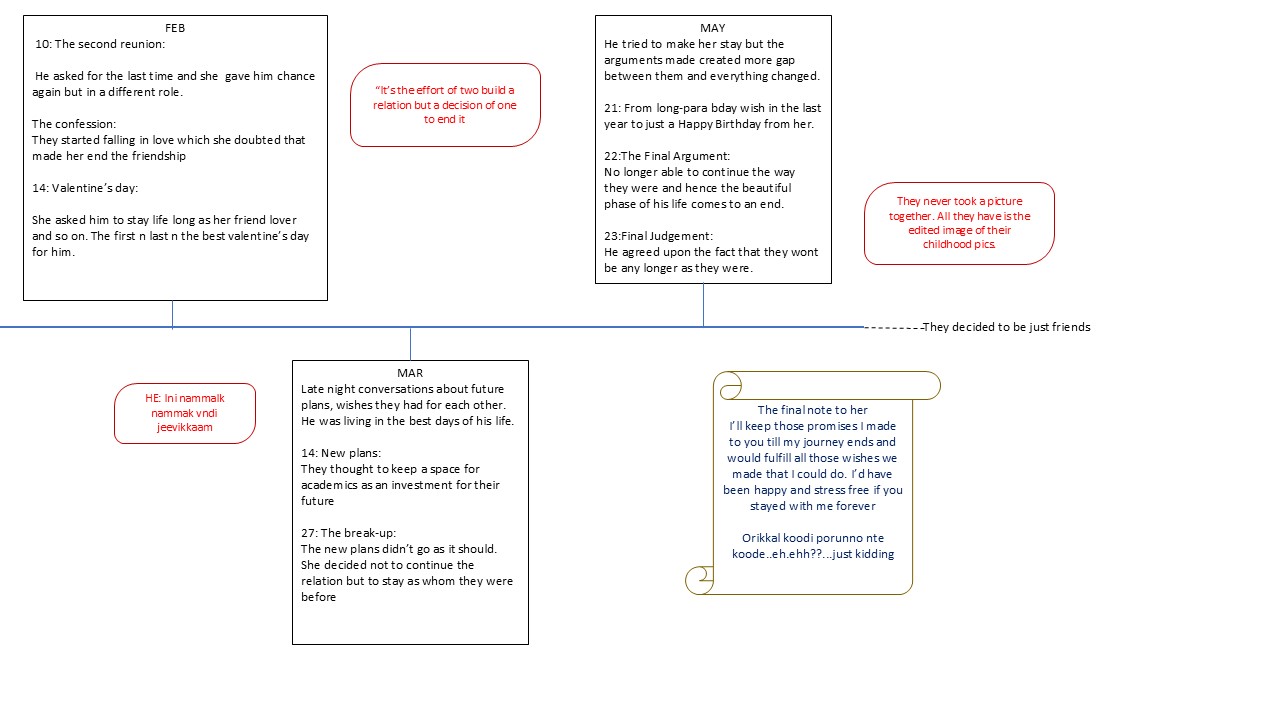 FEB
10: The second reunion:
He asked for the last time and she gave him chance
again but in a different role.
The confession:
They started falling in love which she doubted that
made her end the friendship
14: Valentine's day:
She asked him to stay life long as her friend lover
and so on. The first n last n the best valentine's day
for him.
HE: Ini nammalk
nammak vndi
jeevikkaam
"It's the effort of two build a
relation but a decision of one
to end it
MAR
Late night conversations about future
plans, wishes they had for each other.
He was living in the best days of his life.
14: New plans:
They thought to keep a space for
academics as an investment for their
future
27: The break-up:
The new plans didn't go as it should.
She decided not to continue the
relation but to stay as whom they were
before
MAY
He tried to make her stay but the
arguments made created more gap
between them and everything changed.
21: From long-para bday wish in the last
year to just a Happy Birthday from her.
22:The Final Argument:
No longer able to continue the way
they were and hence the beautiful
phase of his life comes to an end.
23:Final Judgement:
He agreed upon the fact that they wont
be any longer as they were.
The final note to her
I'll keep those promises I made
to you till my journey ends and
would fulfill all those wishes we
made that I could do. I'd have
been happy and stress free if you
stayed with me forever
Orikkal koodi porunno nte
koode..eh.ehh??...just kidding
They never took a picture
together. All they have is the
edited image of their
childhood pics.
They decided to be just friends